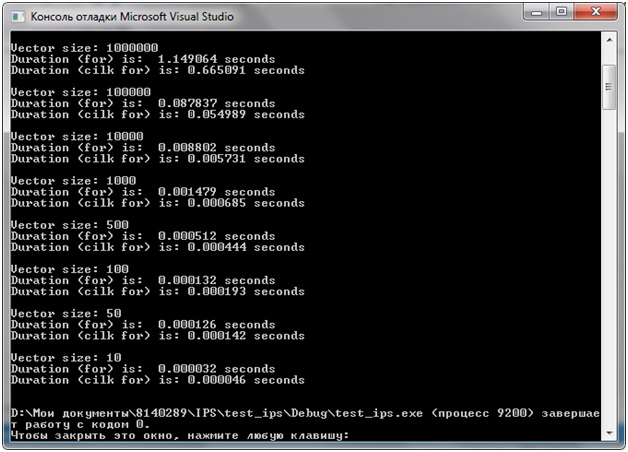 Консоль отладки Microsoft Visual Studio
Vector size: 1000000
Duration (for) is:  1.149064 seconds
Duration (cilk for) is: 0.665091 seconds
Vector size: 100000
Duration (for) is:  0.087837 seconds
Duration (cilk for) is: 0.054989 seconds
Vector size: 10000
Duration (for) is:  0.008802 seconds
Duration (cilk for) is: 0.005731 seconds
Vector size: 1000
Duration (for) is:  0.001479 seconds
Duration (cilk for) is: 0.000685 seconds
Vector size: 500
Duration (for) is:  0.000512 seconds
Duration (cilk for) is: 0.000444 seconds
Vector size: 100
Duration (for) is:  0.000132 seconds
Duration (cilk for) is: 0.000193 seconds
Vector size: 50
Duration (for) is:  0.000126 seconds
Duration (cilk for) is: 0.000142 seconds
Vector size: 10
Duration (for) is:  0.000032 seconds
Duration (cilk for) is: 0.000046 seconds
D:\Мои документы\8140289\IPS\test_ips\Debug\test_ips.exe (процесс 9200) завершае
т работу с кодом 0.
Чтобы закрыть это окно, нажмите любую клавишу: